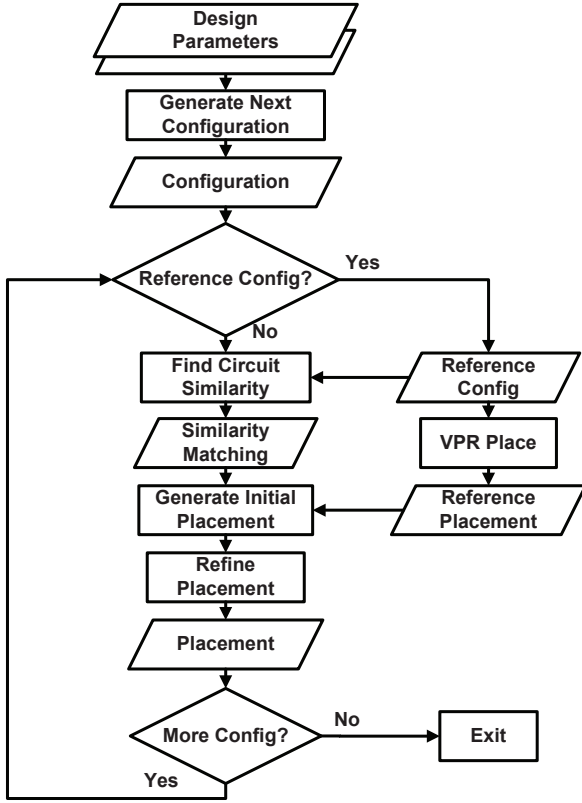 Design
Parameters
Generate Next
Configuration
Configuration
Reference Config?
Yes
No
Find Circuit
Similarity
Reference
Config
Similarity
Matching
VPR Place
Generate Initial
Placement
Reference
Placement
Refine
Placement
Placement
More Config?
No
Exit
Yes